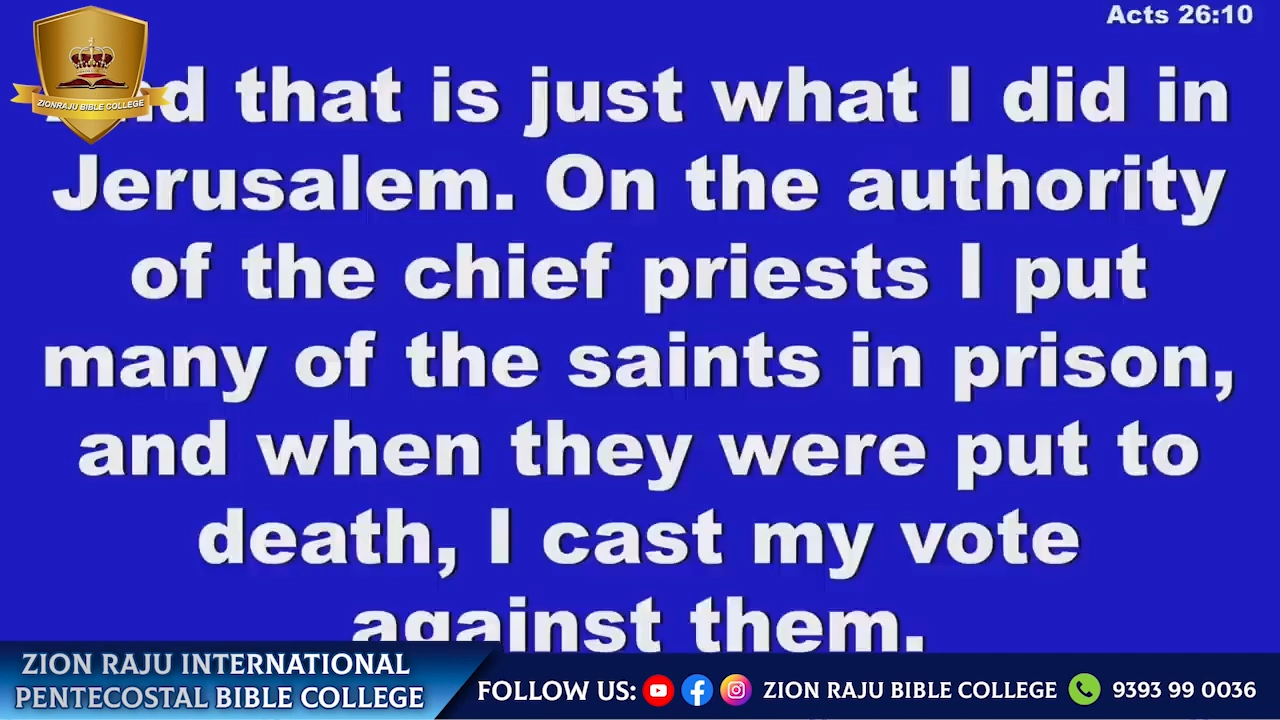 Acts 26:10
ZIONRAJU BIBLE COLLEGE
And that is just what I did in
Jerusalem. On the authority
of the chief priests I put
many of the saints in prison,
and when they were put to
death, I cast my vote
against them.
ZION RAJU INTERNATIONAL
PENTECOSTAL BIBLE COLLEGE
FOLLOW US:
ZION RAJU BIBLE COLLEGE
9393 99 0036